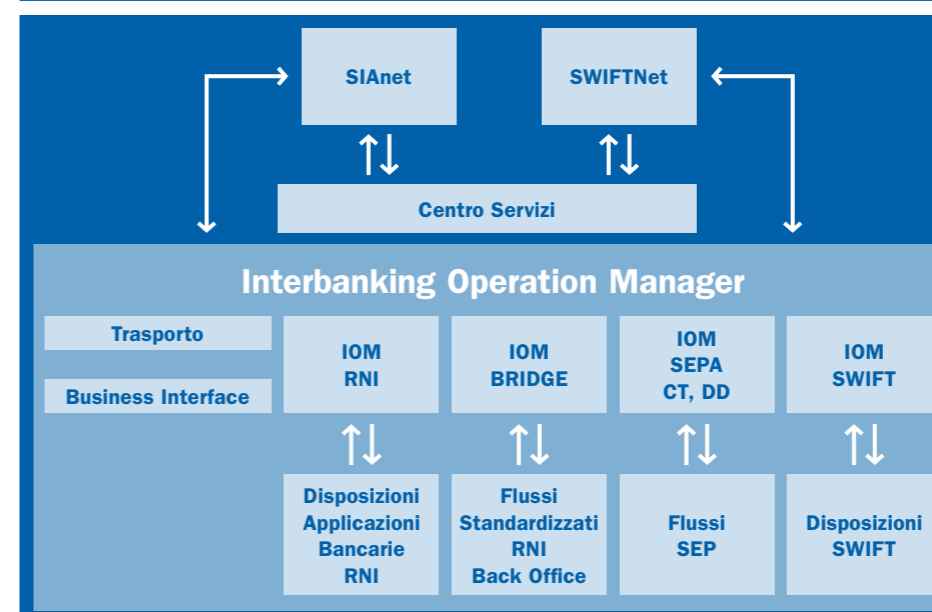 SIAnet
SWIFTNet
Centro Servizi
Interbanking Operation Manager
Trasporto
Business Interface
IOM
RNI
IOM
BRIDGE
IOM
SEPA
CT, DD
IOM
SWIFT
Disposizioni
Applicazioni
Bancarie
RNI
Flussi
Standardizzati
RNI
Back Office
Flussi
SEP
Disposizioni
SWIFT